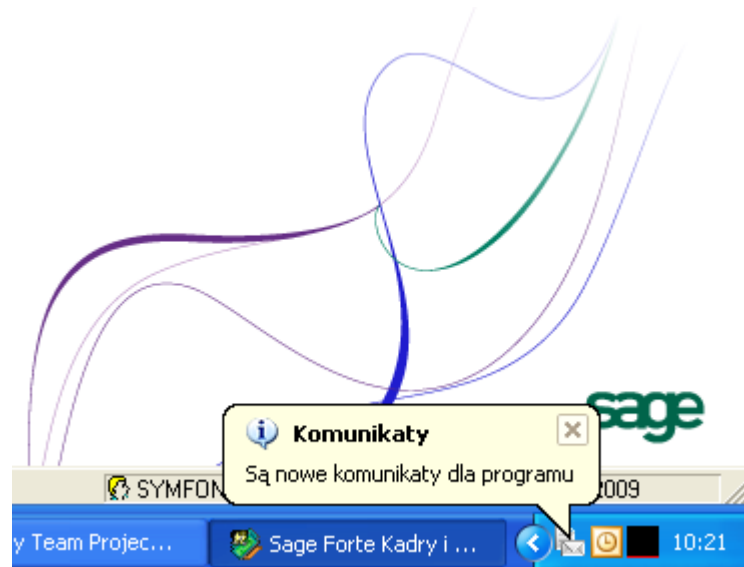 sage
Komunikaty
Są nowe komunikaty dla programu
SYMFON
2009
y Team Projec...
Sage Forte Kadry i ...
10:21